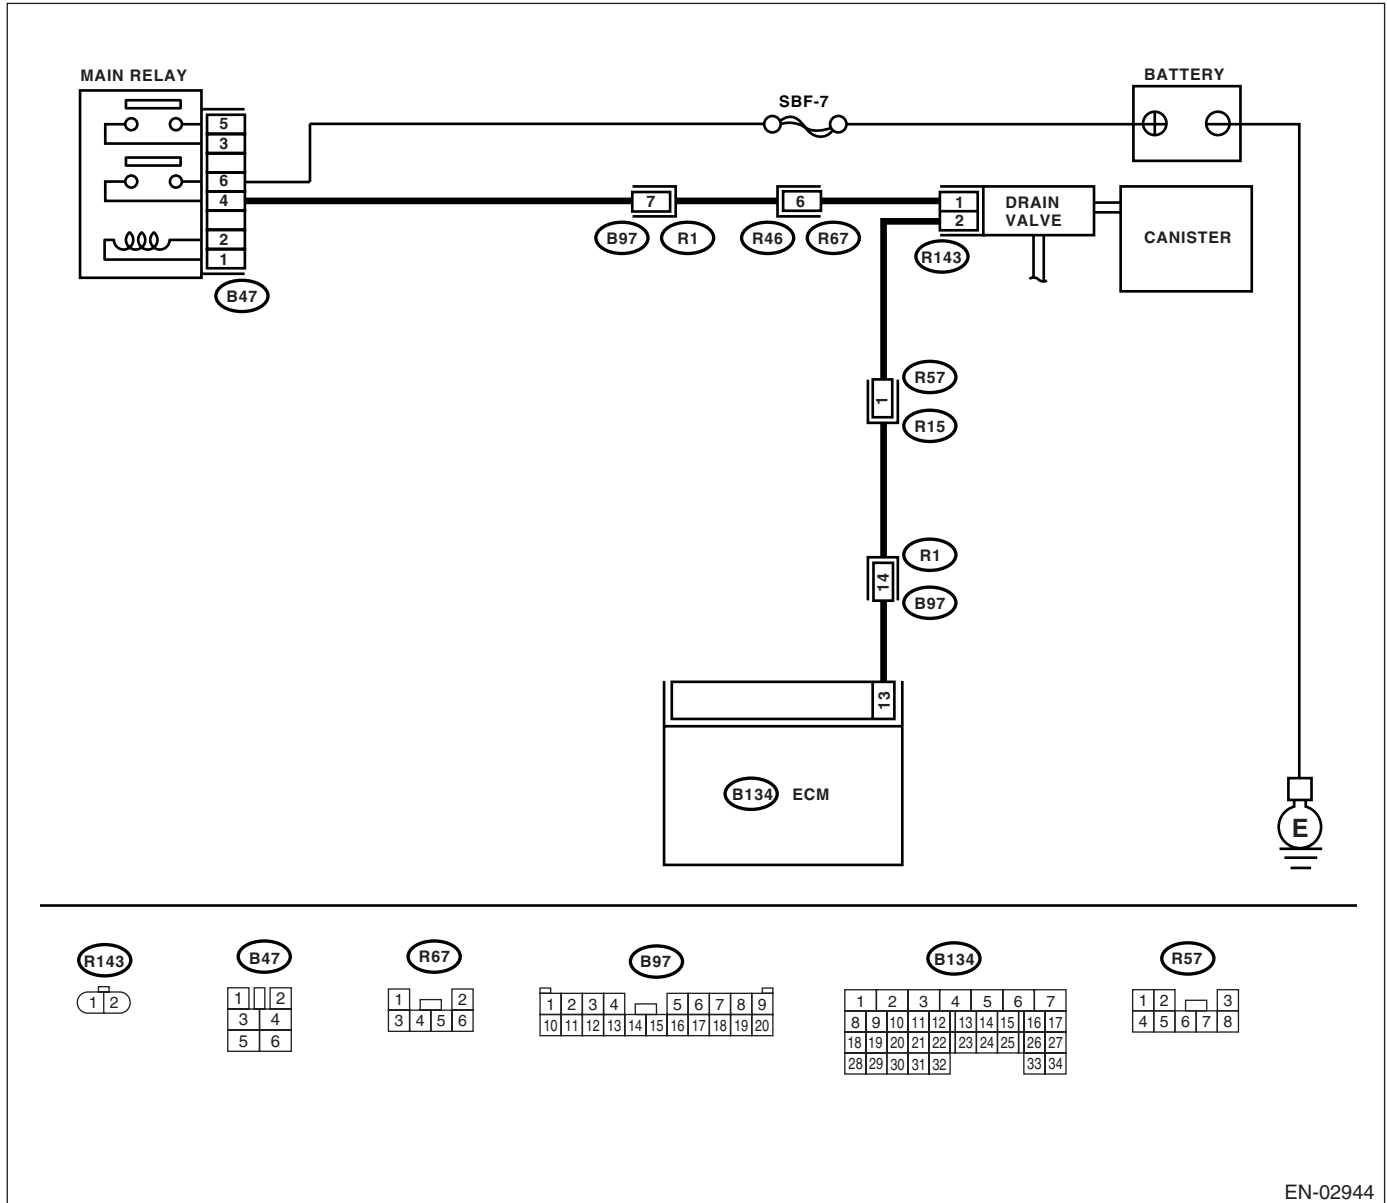 MAIN RELAY
BATTERY
SBF-7
5
3
6
4
2
1
B47
7
B97 R1
6
R46 R67
1
2
R143
DRAIN
VALVE
CANISTER
1
R57
R15
14
R1
B97
13
B134 ECM
E
R143
1 2
B47
1 2
3 4
5 6
R67
1 2
3 4 5 6
B97
1 2 3 4 5 6 7 8 9
10 11 12 13 14 15 16 17 18 19 20
B134
1 2 3 4 5 6 7
8 9 10 11 12 13 14 15 16 17
18 19 20 21 22 23 24 25 26 27
28 29 30 31 32 33 34
R57
1 2 3
4 5 6 7 8
EN-02944